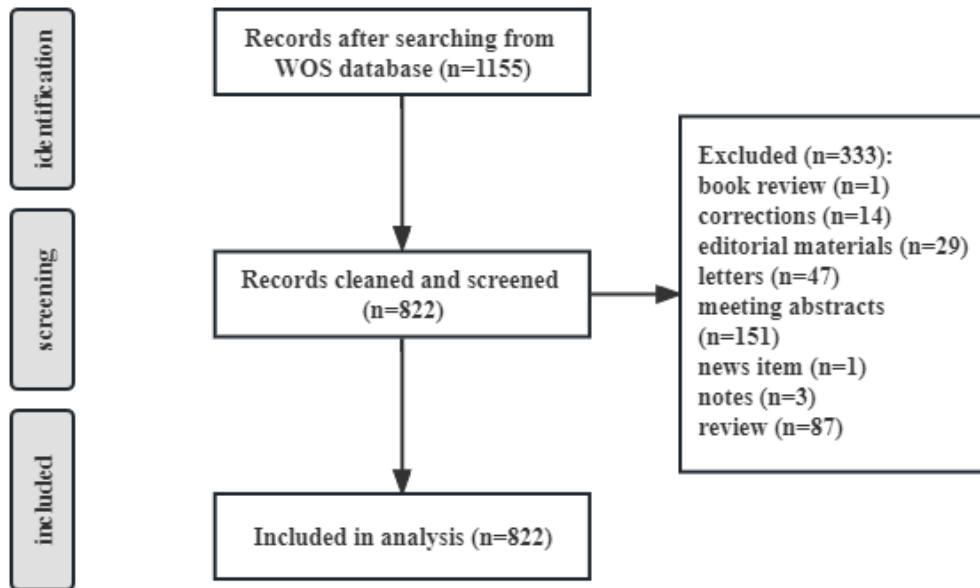 identification
Records after searching from
WOS database (n=1155)
screening
Records cleaned and screened
(n=822)
Excluded (n=333):
book review (n=1)
corrections (n=14)
editorial materials (n=29)
letters (n=47)
meeting abstracts
(n=151)
news item (n=1)
notes (n=3)
review (n=87)
included
Included in analysis (n=822)